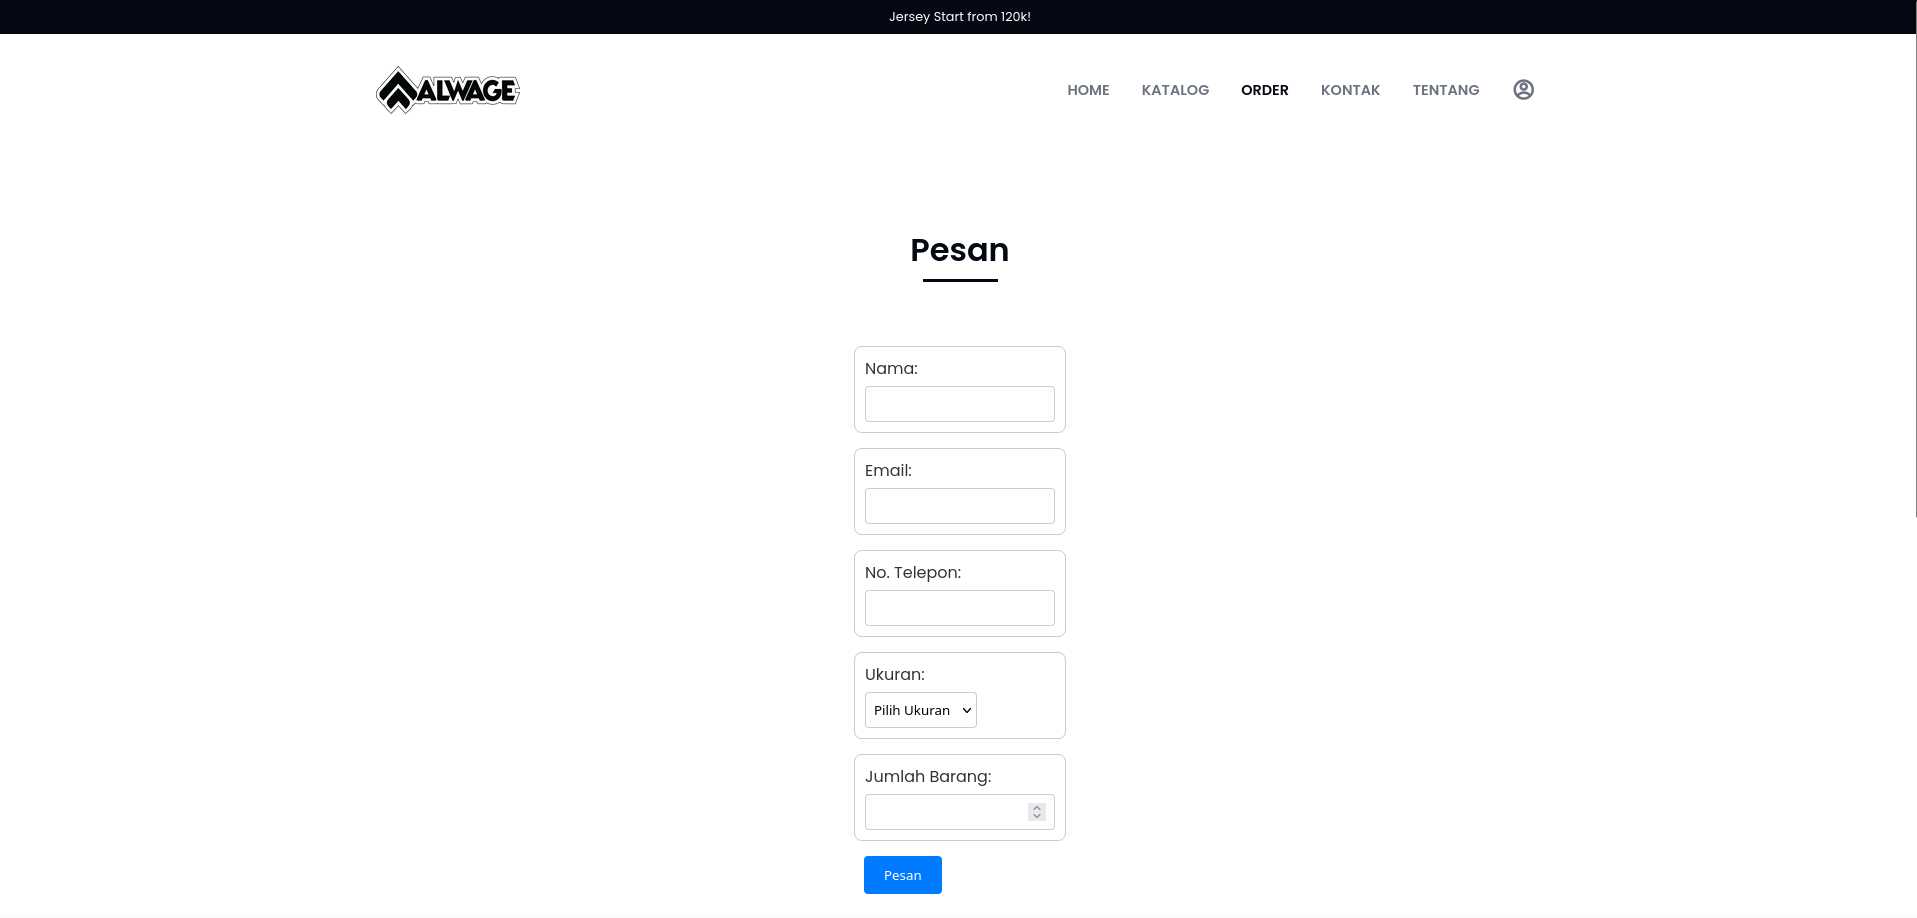 Jersey Start from 120k!
ALWAGE
HOME KATALOG ORDER KONTAK TENTANG
Pesan
Nama:
Email:
No. Telepon:
Ukuran:
Pilih Ukuran
Jumlah Barang:
Pesan